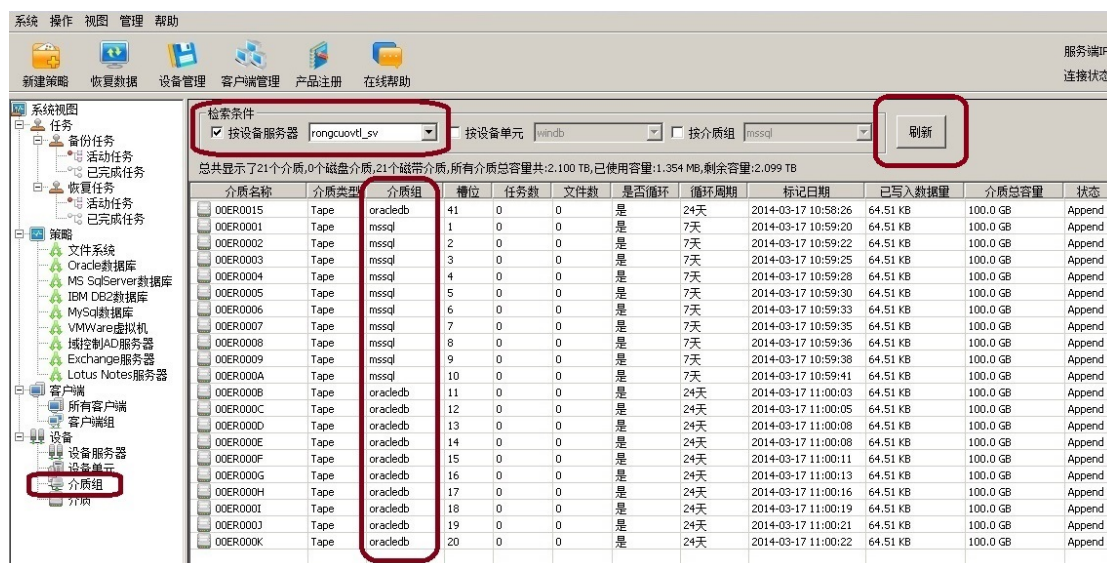 系统 操作 视图 管理 帮助
新建策略 恢复数据 设备管理 客户端管理 产品注册 在线帮助
服务端IP
连接状态
系统视图
任务
备份任务
活动任务
已完成任务
恢复任务
活动任务
已完成任务
策略
文件系统
Oracle数据库
MS SqlServer数据库
IBM DB2数据库
MySql数据库
VMWare虚拟机
域控制AD服务器
Exchange服务器
Lotus Notes服务器
客户端
所有客户端
客户端组
设备
设备服务器
设备单元
介质组
介质
检索条件
按设备服务器 rongcuovtl_sv 按设备单元 windb 按介质组 mssql 刷新
总共显示了21个介质,0个磁盘介质,21个磁带介质,所有介质总容量共:2.100 TB,已使用容量:1.354 MB,剩余容量:2.099 TB
介质名称 介质类型 介质组 槽位 任务数 文件数 是否循环 循环周期 标记日期 已写入数据量 介质总容量 状态
00ER0015 Tape oracledb 41 0 0 是 24天 2014-03-17 10:58:26 64.51 KB 100.0 GB Append
00ER0001 Tape mssql 1 0 0 是 7天 2014-03-17 10:59:20 64.51 KB 100.0 GB Append
00ER0002 Tape mssql 2 0 0 是 7天 2014-03-17 10:59:22 64.51 KB 100.0 GB Append
00ER0003 Tape mssql 3 0 0 是 7天 2014-03-17 10:59:25 64.51 KB 100.0 GB Append
00ER0004 Tape mssql 4 0 0 是 7天 2014-03-17 10:59:28 64.51 KB 100.0 GB Append
00ER0005 Tape mssql 5 0 0 是 7天 2014-03-17 10:59:30 64.51 KB 100.0 GB Append
00ER0006 Tape mssql 6 0 0 是 7天 2014-03-17 10:59:33 64.51 KB 100.0 GB Append
00ER0007 Tape mssql 7 0 0 是 7天 2014-03-17 10:59:35 64.51 KB 100.0 GB Append
00ER0008 Tape mssql 8 0 0 是 7天 2014-03-17 10:59:36 64.51 KB 100.0 GB Append
00ER0009 Tape mssql 9 0 0 是 7天 2014-03-17 10:59:38 64.51 KB 100.0 GB Append
00ER000A Tape mssql 10 0 0 是 7天 2014-03-17 10:59:41 64.51 KB 100.0 GB Append
00ER000B Tape oracledb 11 0 0 是 24天 2014-03-17 11:00:03 64.51 KB 100.0 GB Append
00ER000C Tape oracledb 12 0 0 是 24天 2014-03-17 11:00:05 64.51 KB 100.0 GB Append
00ER000D Tape oracledb 13 0 0 是 24天 2014-03-17 11:00:08 64.51 KB 100.0 GB Append
00ER000E Tape oracledb 14 0 0 是 24天 2014-03-17 11:00:08 64.51 KB 100.0 GB Append
00ER000F Tape oracledb 15 0 0 是 24天 2014-03-17 11:00:11 64.51 KB 100.0 GB Append
00ER000G Tape oracledb 16 0 0 是 24天 2014-03-17 11:00:13 64.51 KB 100.0 GB Append
00ER000H Tape oracledb 17 0 0 是 24天 2014-03-17 11:00:16 64.51 KB 100.0 GB Append
00ER000I Tape oracledb 18 0 0 是 24天 2014-03-17 11:00:19 64.51 KB 100.0 GB Append
00ER000J Tape oracledb 19 0 0 是 24天 2014-03-17 11:00:21 64.51 KB 100.0 GB Append
00ER000K Tape oracledb 20 0 0 是 24天 2014-03-17 11:00:22 64.51 KB 100.0 GB Append